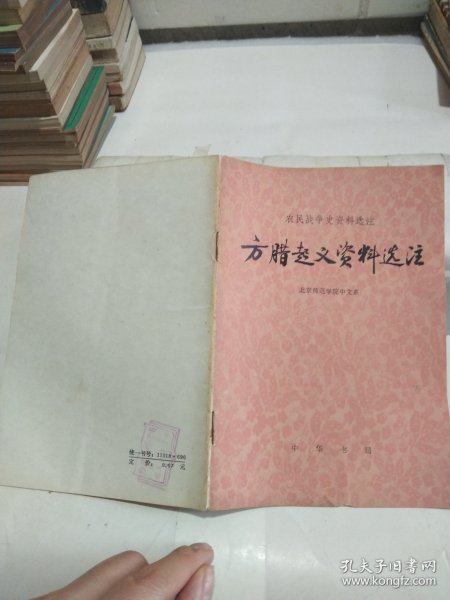 农民战争史资料选注
方腊起义资料选注
北京师范学院中文系
中华书局
统一书号：11018·696
定 价： 0.07 元
孔夫子旧书网
www.kongfz.com